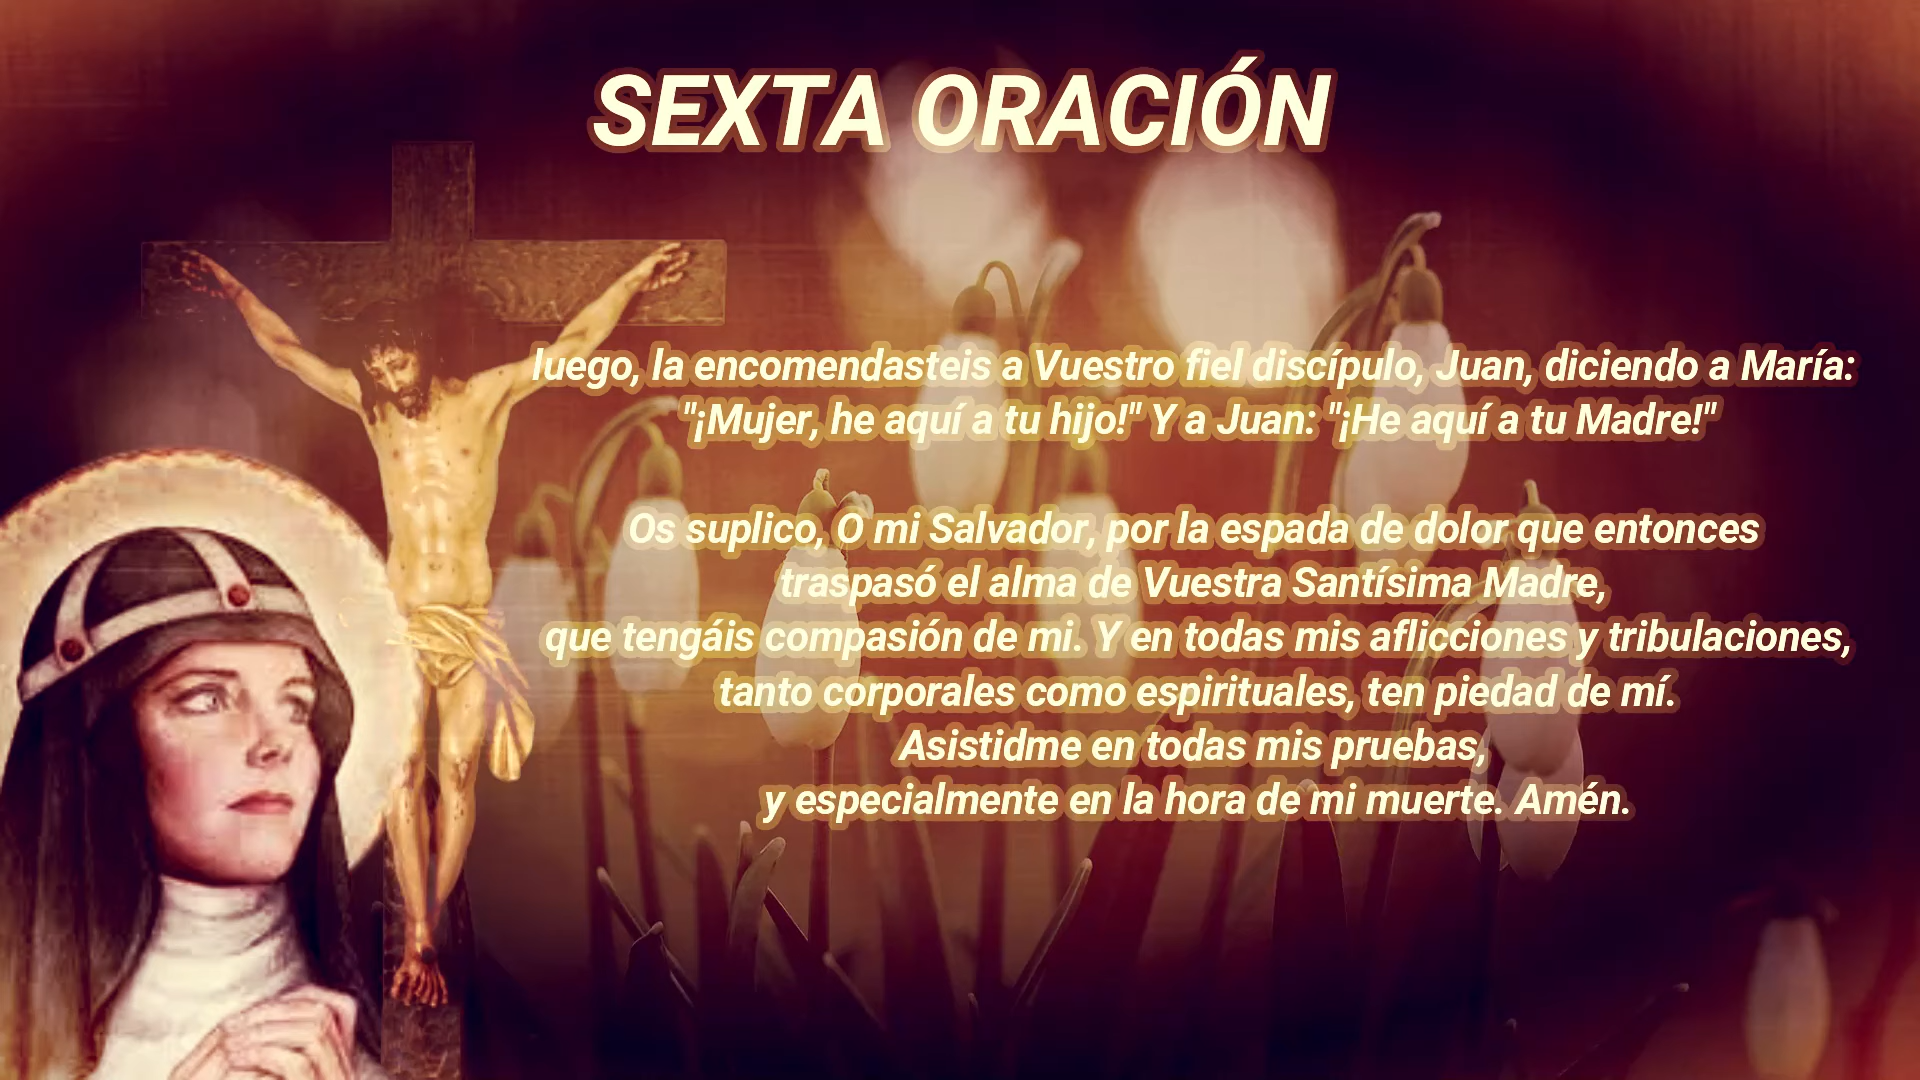 SEXTA ORACIÓN
luego, la encomendasteis a Vuestro fiel discípulo, Juan, diciendo a María:
"¡Mujer, he aquí a tu hijo!" Y a Juan: "¡He aquí a tu Madre!"
Os suplico, O mi Salvador, por la espada de dolor que entonces
traspasó el alma de Vuestra Santísima Madre,
que tengáis compasión de mi. Y en todas mis aflicciones y tribulaciones,
tanto corporales como espirituales, ten piedad de mí.
Asistidme en todas mis pruebas,
y especialmente en la hora de mi muerte. Amén.